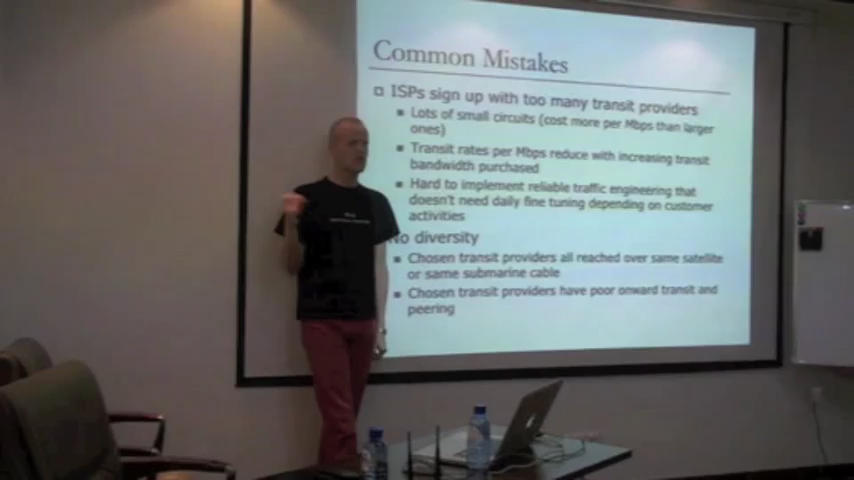 Common Mistakes
ISPs sign up with too many transit providers
Lots of small circuits (cost more per Mbps than larger
ones)
Transit rates per Mbps reduce with increasing transit
bandwidth purchased
Hard to implement reliable traffic engineering that
doesn't need daily fine tuning depending on customer
activities
No diversity
Chosen transit providers all reached over same satellite
or same submarine cable
Chosen transit providers have poor onward transit and
peering